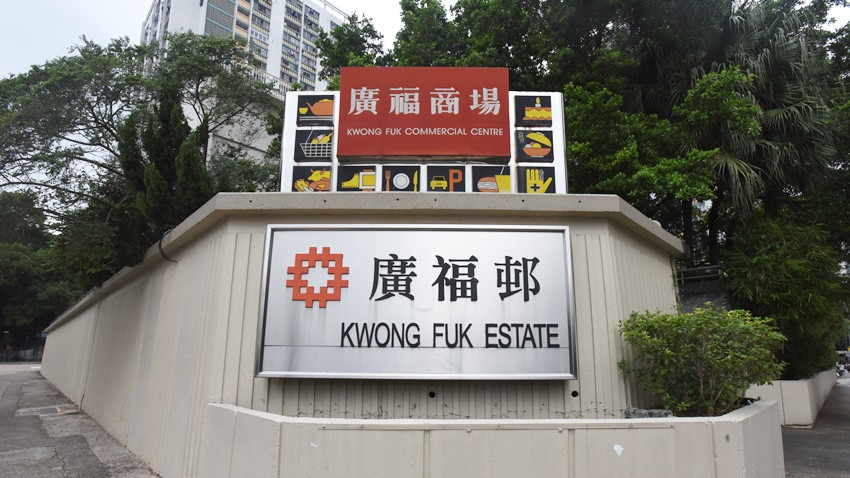 廣福商場
KWONG FUK COMMERCIAL CENTRE
P
廣福邨
KWONG FUK ESTATE